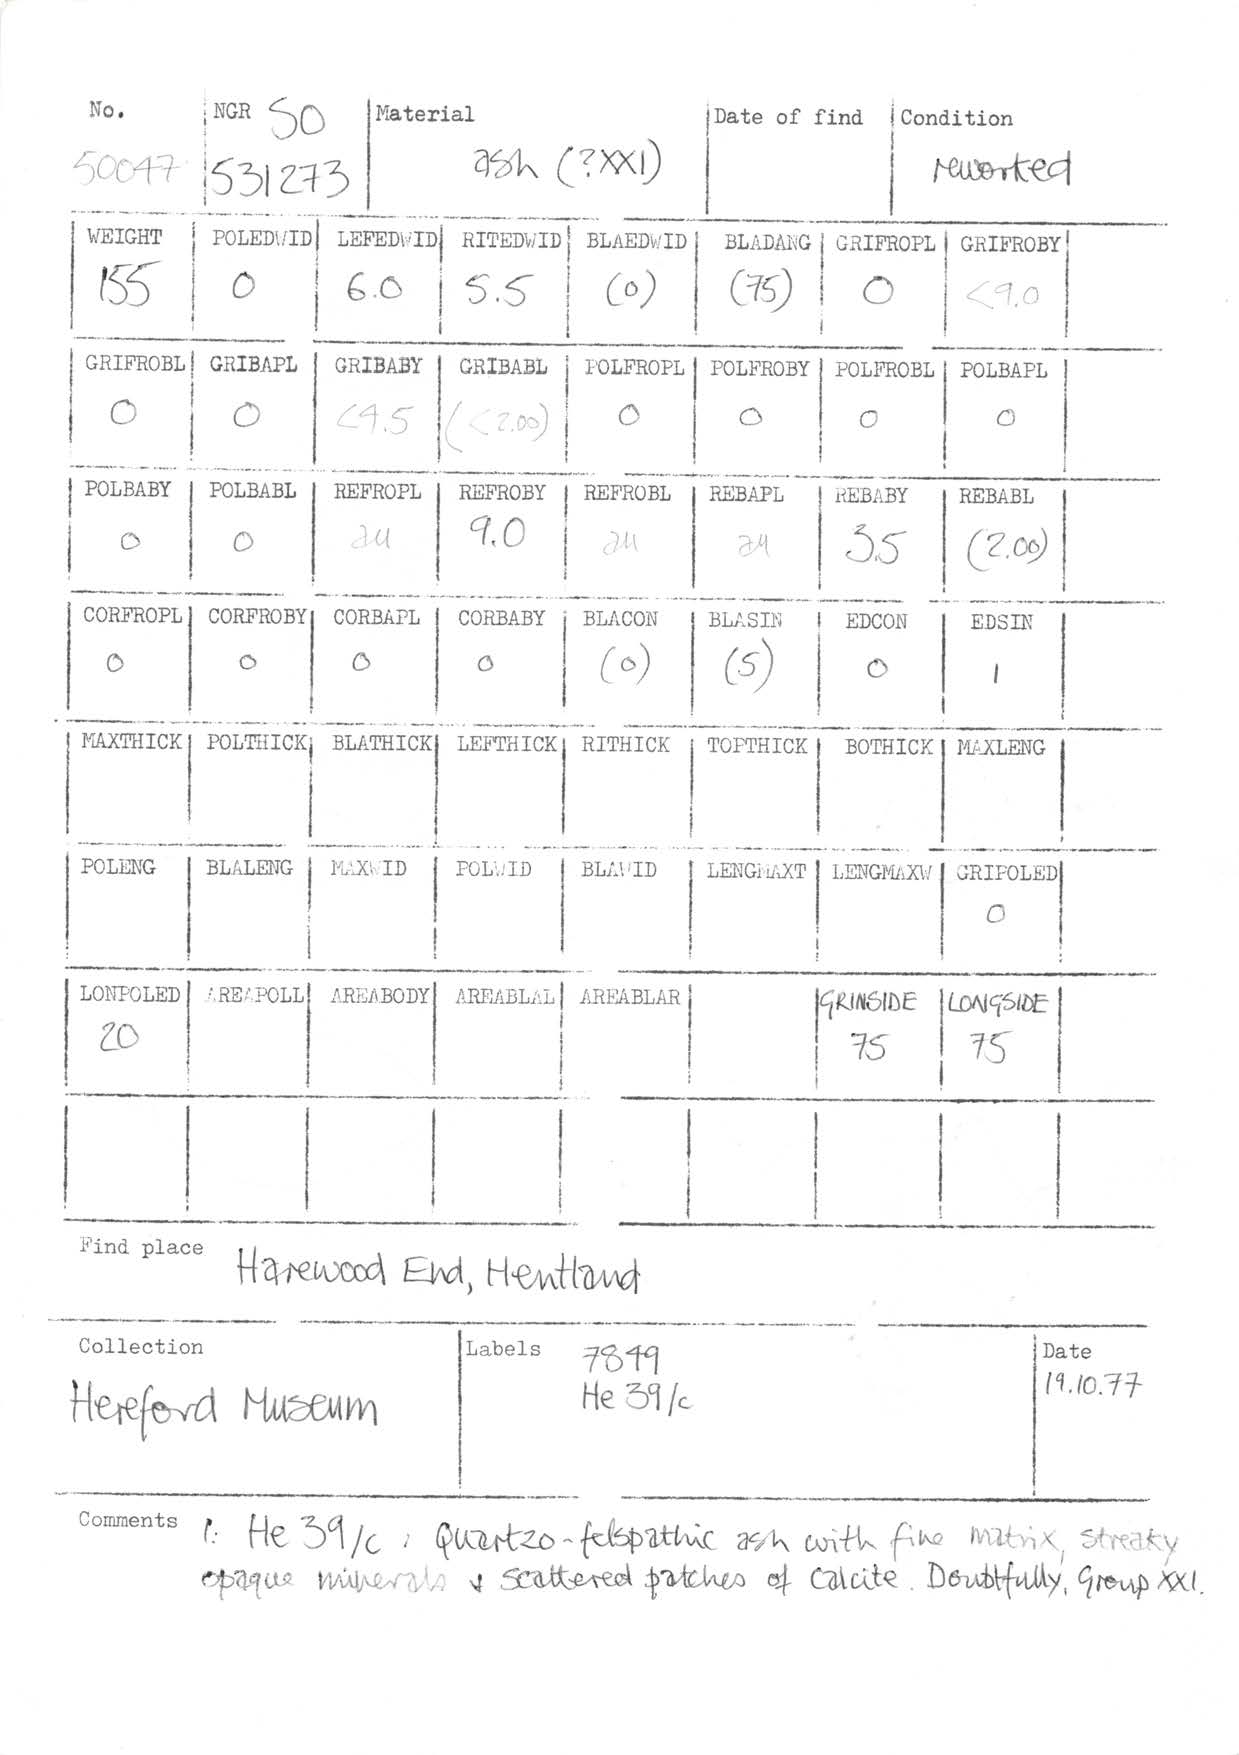 No. NGR SO Material Date of find Condition
50047 531273 ash (?XXI) reworked
WEIGHT POLEDWID LEFEDWID RITEDWID BLAEDWID BLADANG GRIFROPL GRIFROBY
155 0 6.0 5.5 (0) (75) 0 <9.0
GRIFROBL GRIBAPL GRIBABY GRIBABL POLFROPL POLFROBY POLFROBL POLBAPL
0 0 <9.5 (<2.00) 0 0 0 0
POLBABY POLBABL REFROPL REFROBY REFROBL REBAPL REBABY REBABL
0 0 9.0 3.5 (2.00)
CORFROPL CORFROBY CORBAPL CORBABY BLACON BLASIN EDCON EDSIN
0 0 0 0 (0) (5) 0 1
MAXTHICK POLTHICK BLATHICK LEFTHICK RITHICK TOPTHICK BOTHICK MAXLENG
POLENG BLALENG MAXWID POLWID BLAWID LENGMAXT LENGMAXW GRIPOLED
0
LONPOLED AREAPOLL AREABODY AREABLAL AREABLAR GRINSIDE LONGSIDE
20 75 75
Find place Harewood End, Hentland
Collection Labels 7849 Date
Hereford Museum He 39/c 19.10.77
Comments 1. He 39/c : Quartzo-felspathic ash with fine matrix, streaky
opaque minerals & scattered patches of calcite. Doubtfully, Group XXI.